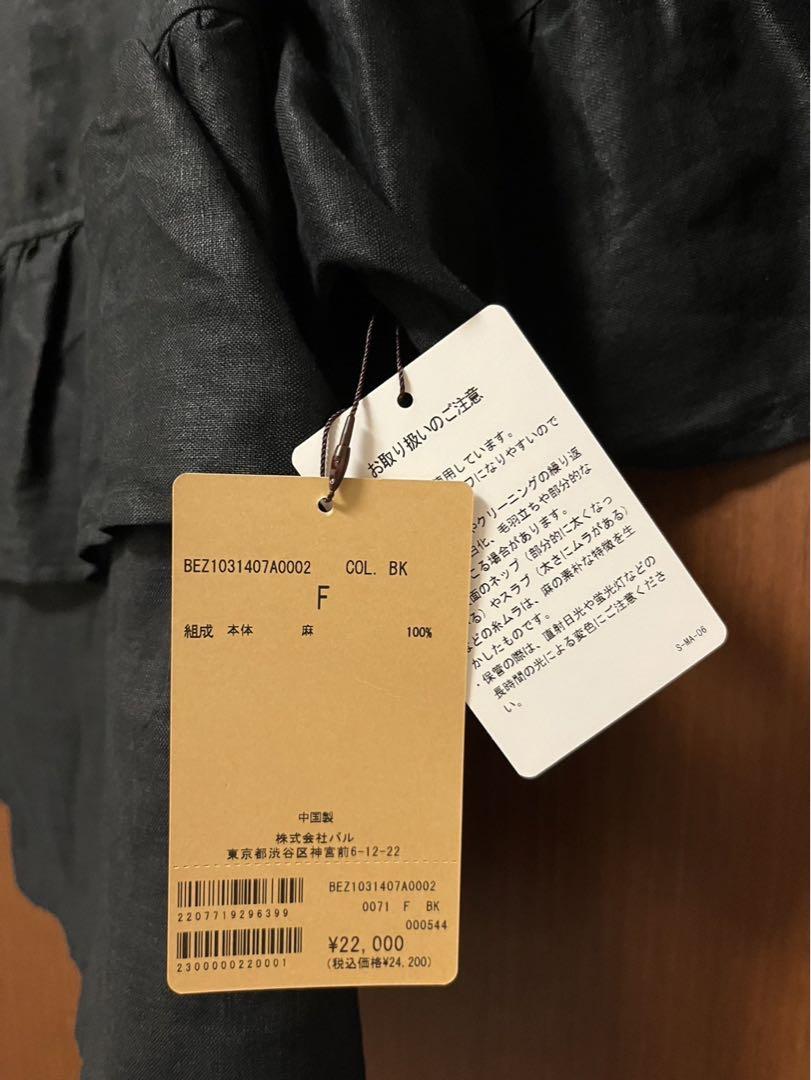 BEZ1031407A0002 COL. BK
F
組成 本体 麻 100%
中国製
株式会社パル
東京都渋谷区神宮前6-12-22
2207719296399
2300000220001
BEZ1031407A0002
0071 F BK
000544
¥22,000
(税込価格¥24,200)
お取り扱いのご注意
用しています。
フになりやすいので
やクリーニングの繰り返
白化、毛羽立ちや部分的な
こる場合があります。
面のネップ(部分的に太くなっ
る)やスラブ(太さにムラがある)
などの糸ムラは、麻の素朴な特徴を生
かしたものです。
・保管の際は、直射日光や蛍光灯などの
長時間の光による変色にご注意くださ
い。
S-MA-06